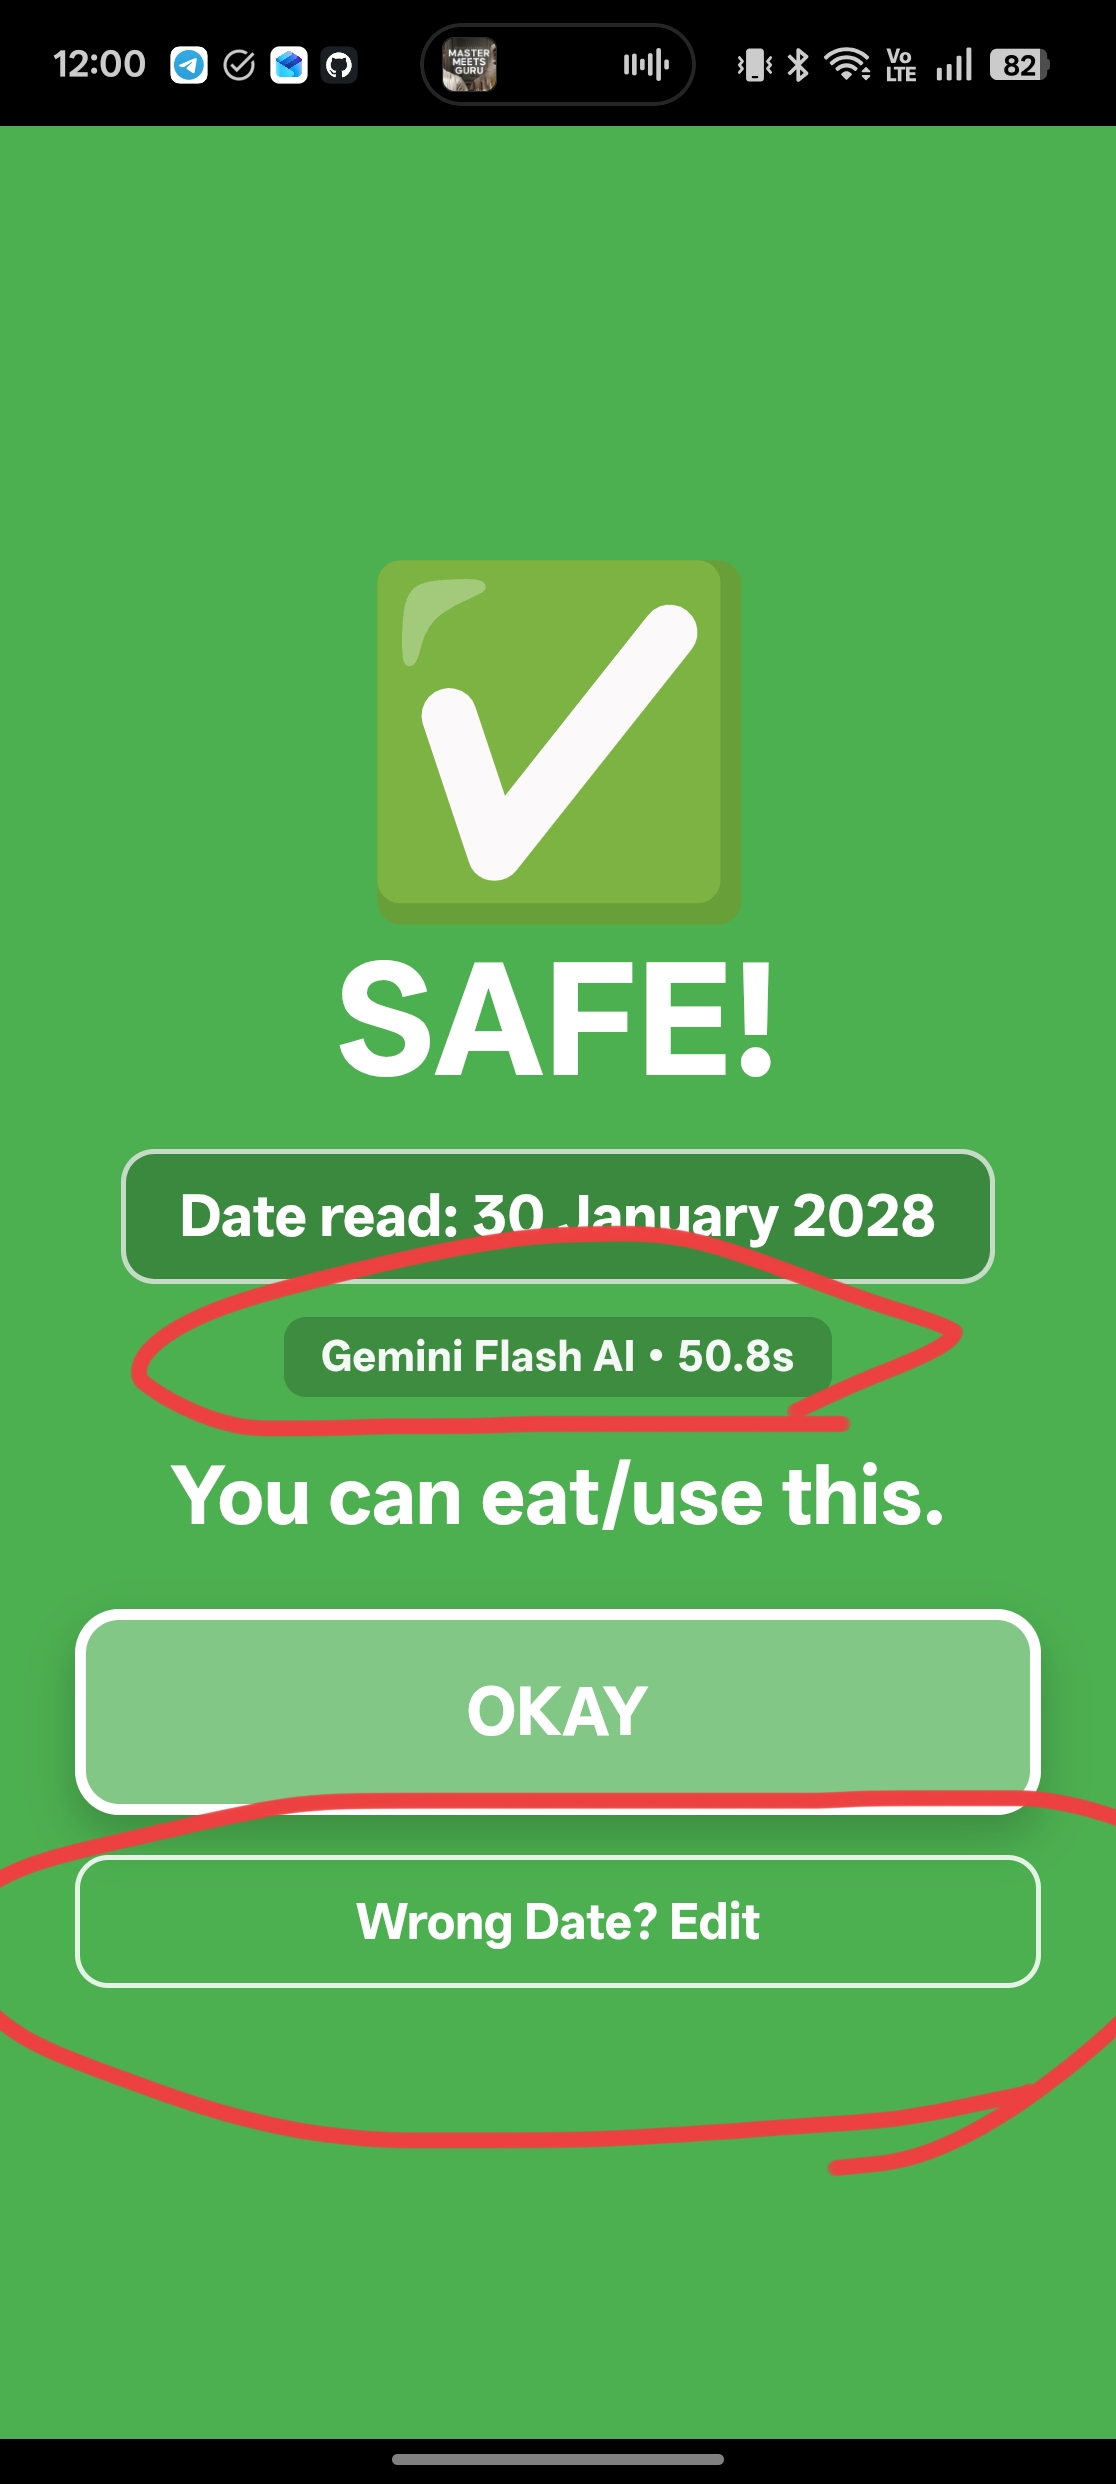 12:00
MASTER
MEETS
GURU
Vo
LTE
82
SAFE!
Date read: 30 January 2028
Gemini Flash AI • 50.8s
You can eat/use this.
OKAY
Wrong Date? Edit